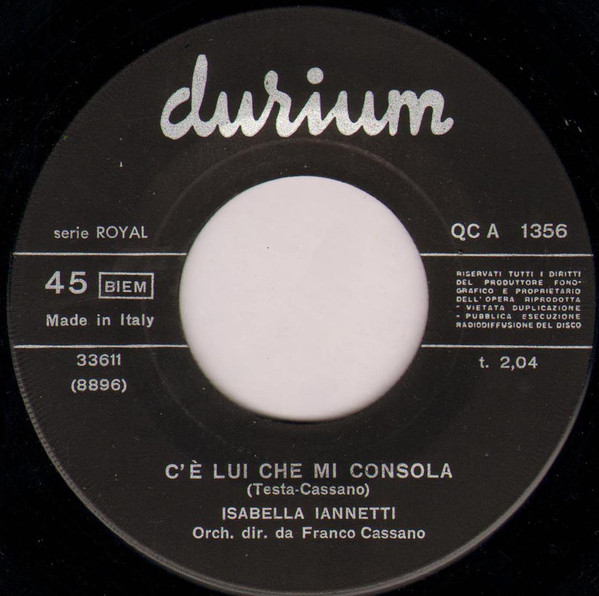 durium
serie ROYAL
QC A 1356
45 BIEM
Made in Italy
RISERVATI TUTTI I DIRITTI
DEL PRODUTTORE FONO-
GRAFICO E PROPRIETARIO
DELL'OPERA RIPRODOTTA
- VIETATA DUPLICAZIONE
- PUBBLICA ESECUZIONE
RADIODIFFUSIONE DEL DISCO
33611
(8896)
t. 2,04
C'È LUI CHE MI CONSOLA
(Testa-Cassano)
ISABELLA IANNETTI
Orch. dir. da Franco Cassano